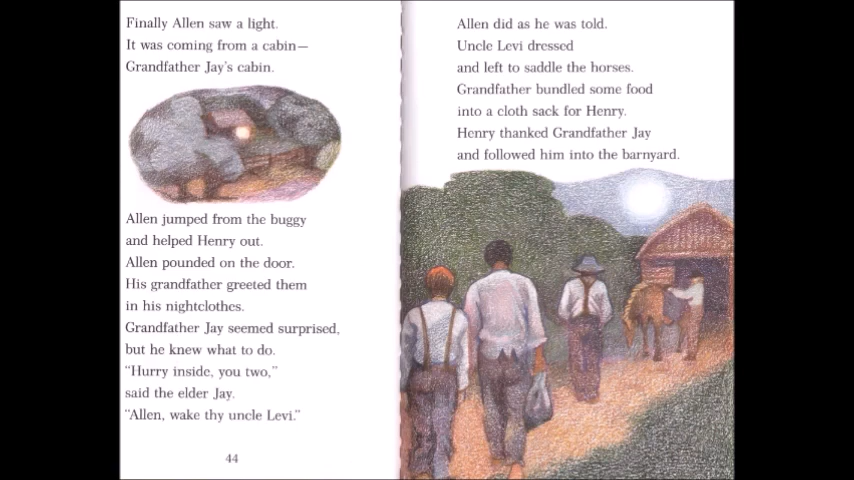 Finally Allen saw a light.
It was coming from a cabin—
Grandfather Jay's cabin.
Allen jumped from the buggy
and helped Henry out.
Allen pounded on the door.
His grandfather greeted them
in his nightclothes.
Grandfather Jay seemed surprised,
but he knew what to do.
"Hurry inside, you two,"
said the elder Jay.
"Allen, wake thy uncle Levi."
44
Allen did as he was told.
Uncle Levi dressed
and left to saddle the horses.
Grandfather bundled some food
into a cloth sack for Henry.
Henry thanked Grandfather Jay
and followed him into the barnyard.